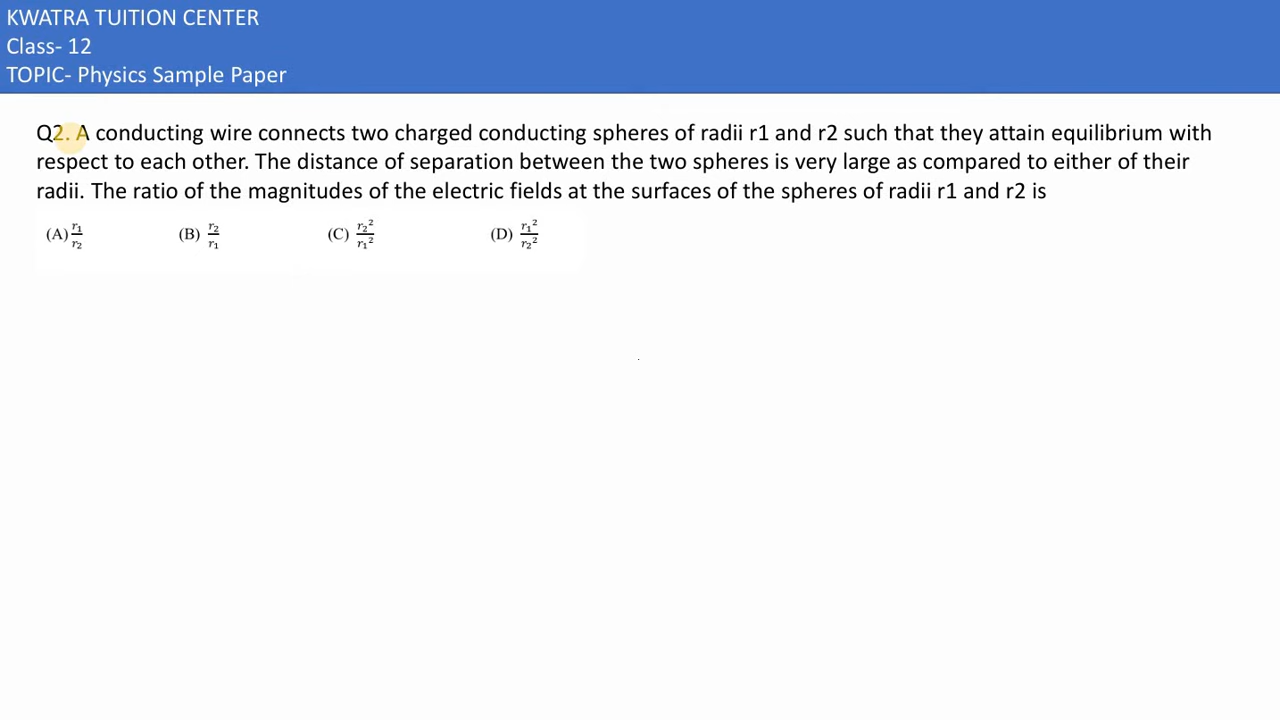 KWATRA TUITION CENTER
Class- 12
TOPIC- Physics Sample Paper
Q2. A conducting wire connects two charged conducting spheres of radii r1 and r2 such that they attain equilibrium with
respect to each other. The distance of separation between the two spheres is very large as compared to either of their
radii. The ratio of the magnitudes of the electric fields at the surfaces of the spheres of radii r1 and r2 is
(A) r₁/r₂ (B) r₂/r₁ (C) r₂²/r₁² (D) r₁²/r₂²